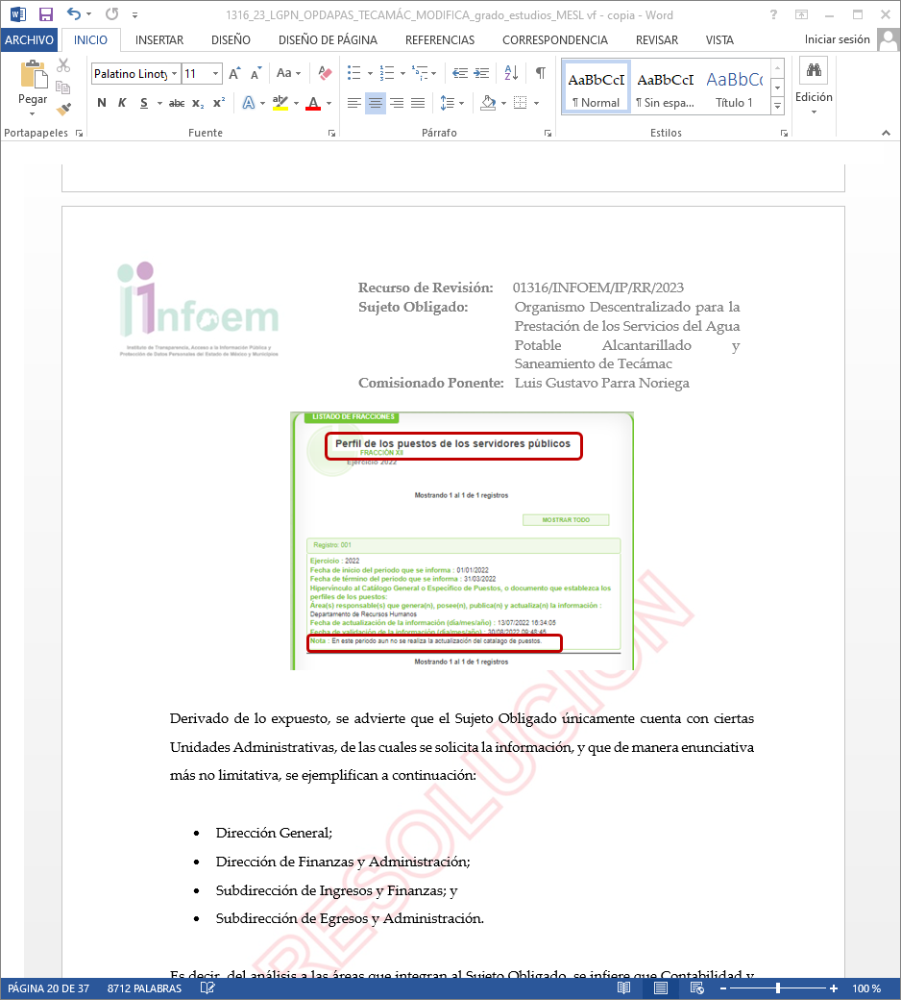 1316_23_LGPN_OPDAPAS_TECAMÁC_MODIFICA_grado_estudios_MESL vf - copia - Word
ARCHIVO INICIO INSERTAR DISEÑO DISEÑO DE PÁGINA REFERENCIAS CORRESPONDENCIA REVISAR VISTA Iniciar sesión
Pegar
Palatino Linoty 11
N K S abc x₂ x²
Aa
A
AaBbCcI AaBbCcI AaBbCc
¶ Normal ¶ Sin espa... Título 1
Edición
Portapapeles Fuente Párrafo Estilos
infoem
Instituto de Transparencia, Acceso a la Información Pública y
Protección de Datos Personales del Estado de México y Municipios
Recurso de Revisión: 01316/INFOEM/IP/RR/2023
Sujeto Obligado: Organismo Descentralizado para la
Prestación de los Servicios del Agua
Potable Alcantarillado y
Saneamiento de Tecámac
Comisionado Ponente: Luis Gustavo Parra Noriega
LISTADO DE FRACCIONES
Perfil de los puestos de los servidores públicos
FRACCIÓN XII
Ejercicio 2022
Mostrando 1 al 1 de 1 registros
MOSTRAR TODO
Registro: 001
Ejercicio : 2022
Fecha de inicio del periodo que se informa : 01/01/2022
Fecha de término del periodo que se informa : 31/03/2022
Hipervínculo al Catálogo General o Específico de Puestos, o documento que establezca los
perfiles de los puestos:
Área(s) responsable(s) que genera(n), posee(n), publica(n) y actualiza(n) la información :
Departamento de Recursos Humanos
Fecha de actualización de la información (día/mes/año) : 13/07/2022 16:34:05
Fecha de validación de la información (día/mes/año) : 30/08/2022 09:48:46
Nota : En este periodo aun no se realiza la actualización del catalago de puestos.
Mostrando 1 al 1 de 1 registros
Derivado de lo expuesto, se advierte que el Sujeto Obligado únicamente cuenta con ciertas
Unidades Administrativas, de las cuales se solicita la información, y que de manera enunciativa
más no limitativa, se ejemplifican a continuación:
• Dirección General;
• Dirección de Finanzas y Administración;
• Subdirección de Ingresos y Finanzas; y
• Subdirección de Egresos y Administración.
RESOLUCIÓN
Es decir, del análisis a las áreas que integran al Sujeto Obligado, se infiere que Contabilidad y
PÁGINA 20 DE 37 8712 PALABRAS 100 %